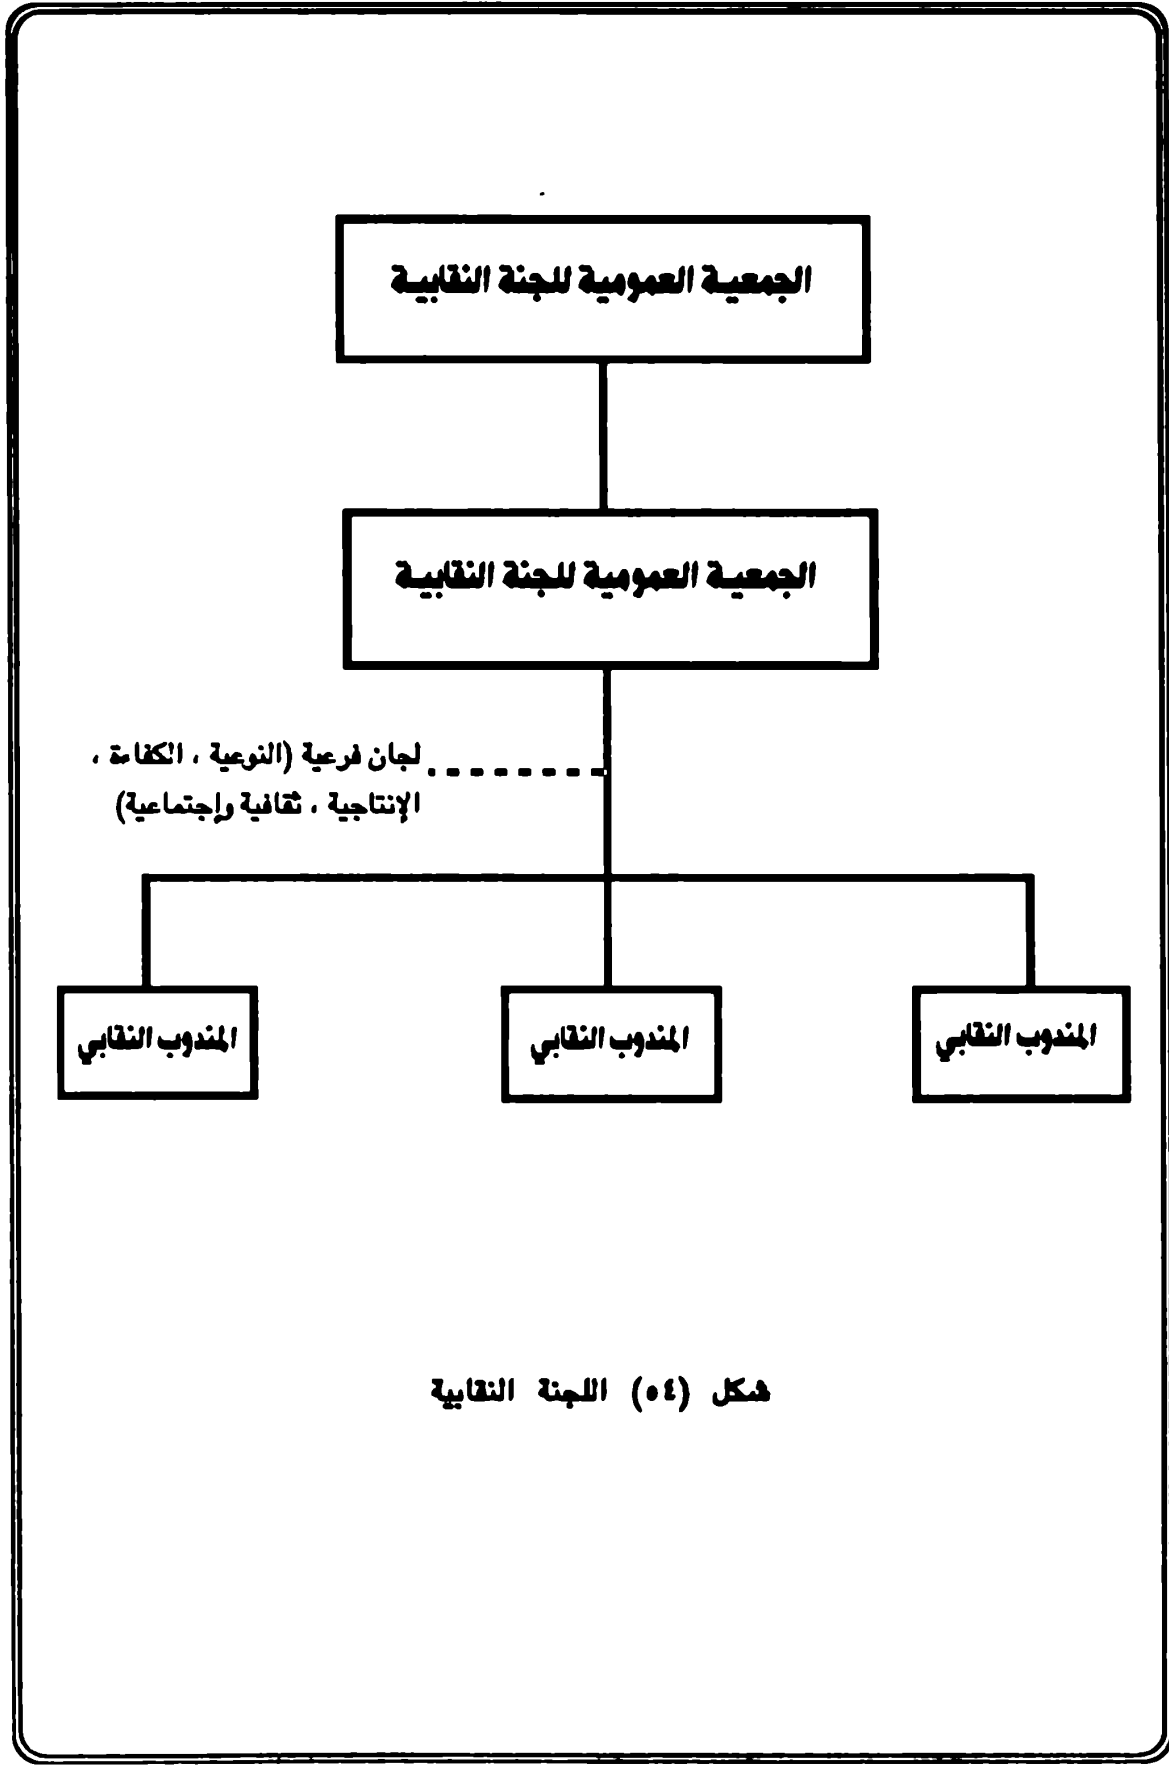 الجمعية العمومية للجنة النقابية
الجمعية العمومية للجنة النقابية
لجان فرعية (النوعية ، الكفاءة ،
الإنتاجية ، ثقافية وإجتماعية)
المندوب النقابي
المندوب النقابي
المندوب النقابي
شكل (٥٤) اللجنة النقابية